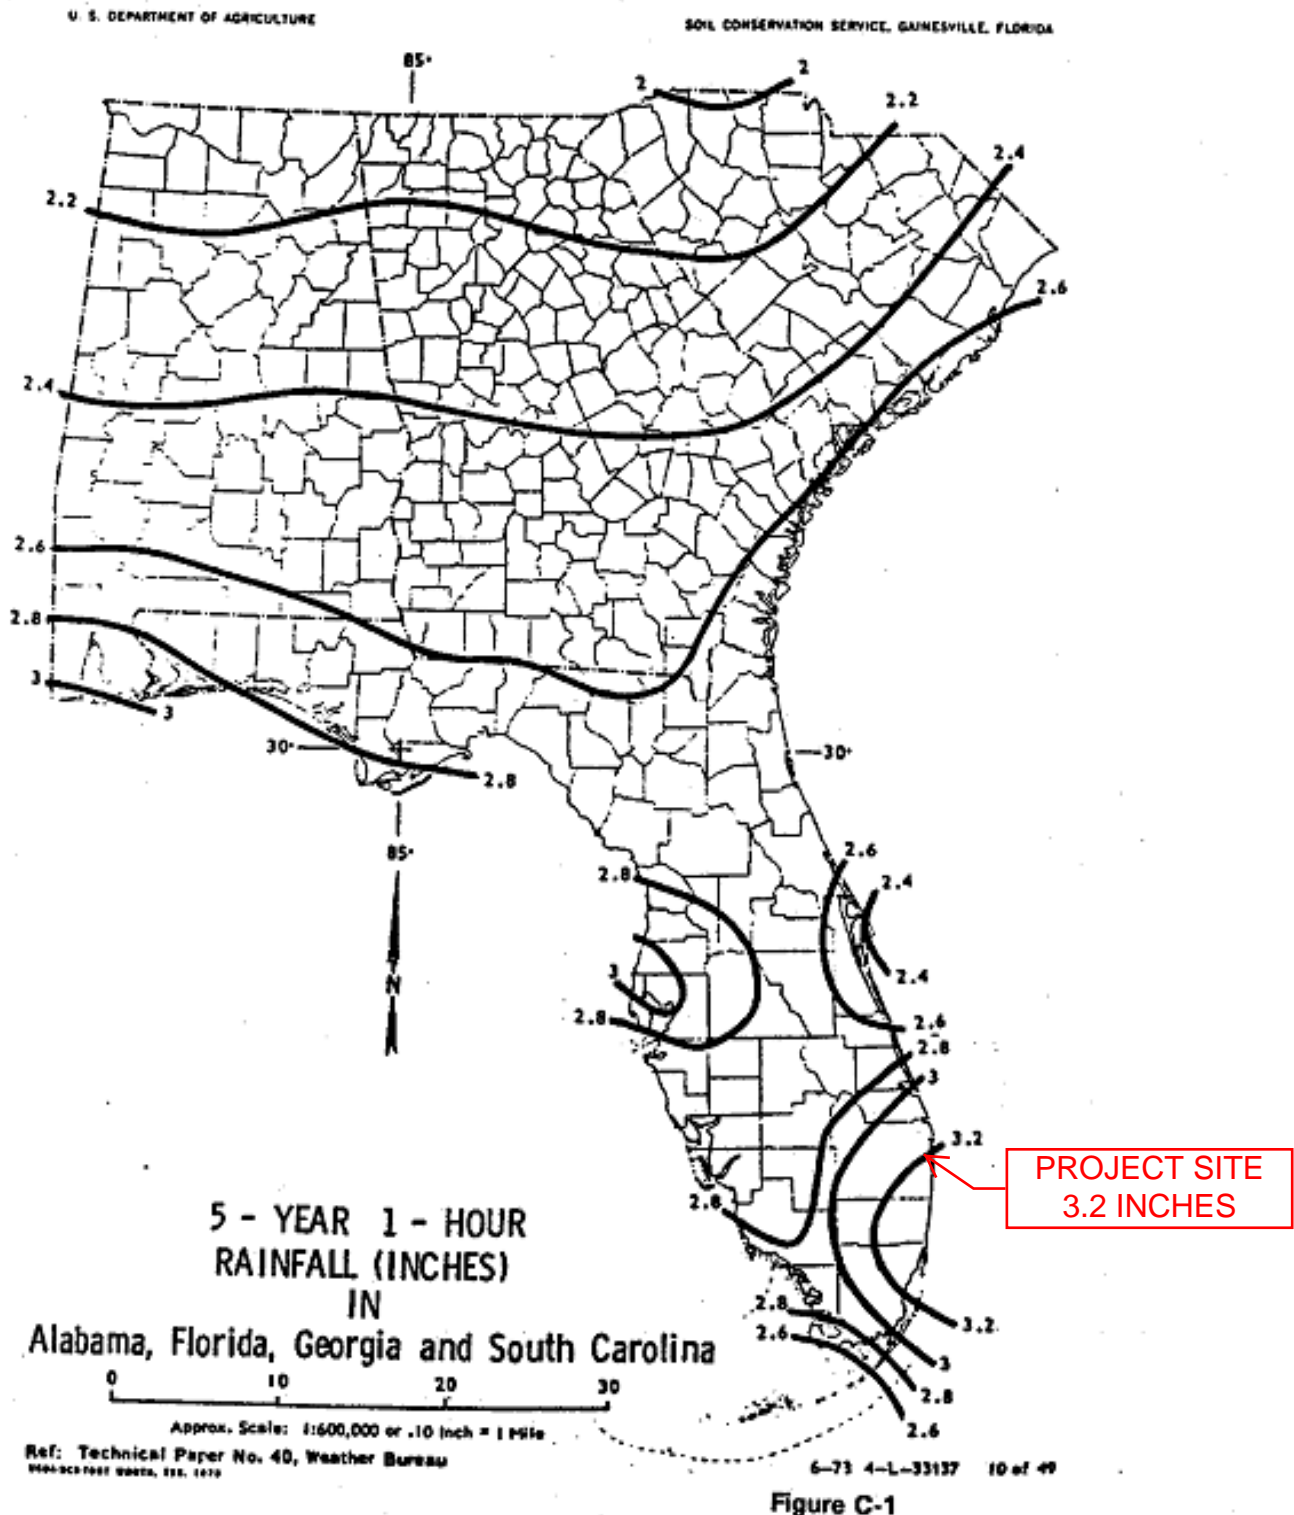 U. S. DEPARTMENT OF AGRICULTURE
SOIL CONSERVATION SERVICE, GAINESVILLE, FLORIDA
85°
2
2
2.2
2.4
2.2
2.6
2.4
2.6
2.8
3
3
30°
30°
2.8
85°
2.6
2.8
2.4
N
3
2.4
2.8
2.6
2.8
3
3.2
PROJECT SITE
3.2 INCHES
2.8
5 - YEAR 1 - HOUR
RAINFALL (INCHES)
IN
Alabama, Florida, Georgia and South Carolina
2.8
2.6
3.2
3
2.8
2.6
0 10 20 30
Approx. Scale: 1:600,000 or .10 Inch = 1 Mile
Ref: Technical Paper No. 40, Weather Bureau
6-73 4-L-33137 10 of 49
Figure C-1